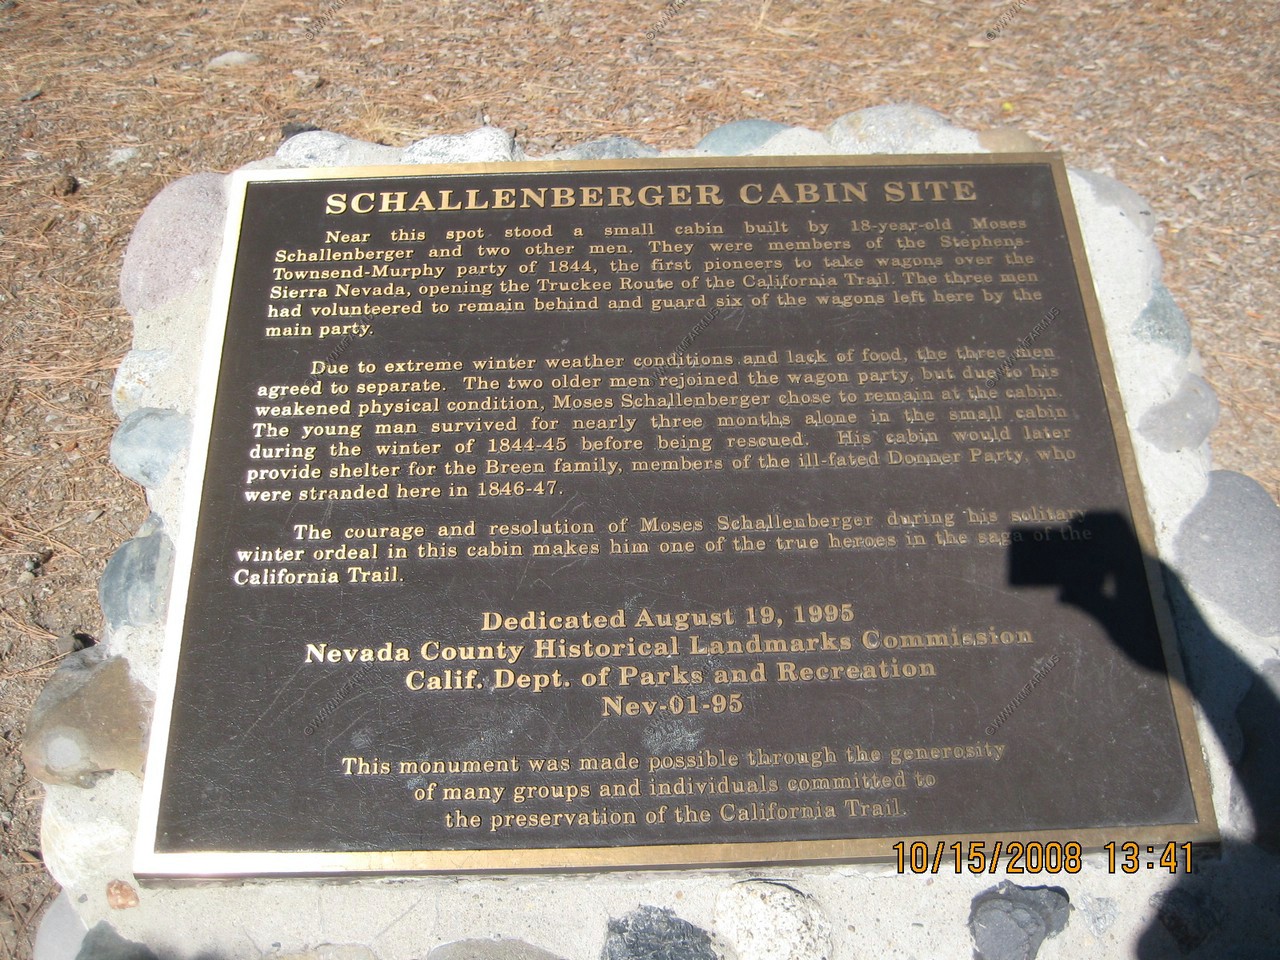 SCHALLENBERGER CABIN SITE
Near this spot stood a small cabin built by 18-year-old Moses
Schallenberger and two other men. They were members of the Stephens-
Townsend-Murphy party of 1844, the first pioneers to take wagons over the
Sierra Nevada, opening the Truckee Route of the California Trail. The three men
had volunteered to remain behind and guard six of the wagons left here by the
main party.
Due to extreme winter weather conditions and lack of food, the three men
agreed to separate. The two older men rejoined the wagon party, but due to his
weakened physical condition, Moses Schallenberger chose to remain at the cabin.
The young man survived for nearly three months alone in the small cabin
during the winter of 1844-45 before being rescued. His cabin would later
provide shelter for the Breen family, members of the ill-fated Donner Party, who
were stranded here in 1846-47.
The courage and resolution of Moses Schallenberger during his solitary
winter ordeal in this cabin makes him one of the true heroes in the saga of the
California Trail.
Dedicated August 19, 1995
Nevada County Historical Landmarks Commission
Calif. Dept. of Parks and Recreation
Nev-01-95
This monument was made possible through the generosity
of many groups and individuals committed to
the preservation of the California Trail.
10/15/2008 13:41